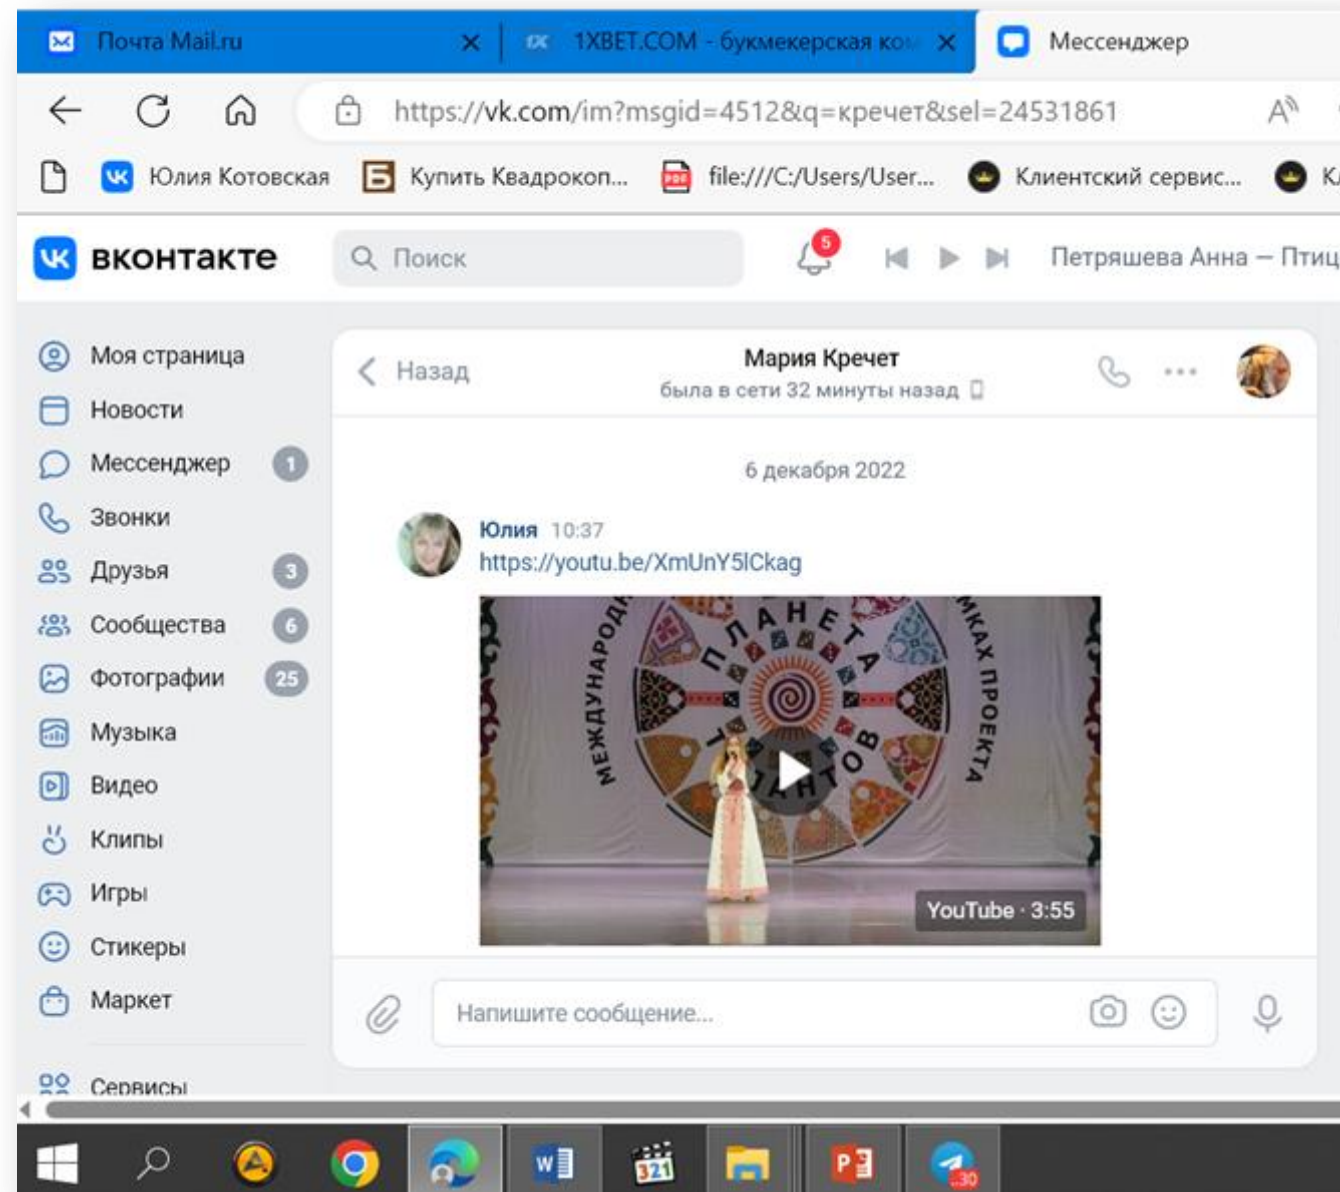 Почта Mail.ru
1XBET.COM - букмекерская ком
Мессенджер
https://vk.com/im?msgid=4512&q=кречет&sel=24531861
Юлия Котовская
Купить Квадрокоп...
file:///C:/Users/User...
Клиентский сервис...
Кл
вконтакте
Поиск
5
Петряшева Анна — Птиц
Моя страница
Новости
Мессенджер 1
Звонки
Друзья 3
Сообщества 6
Фотографии 25
Музыка
Видео
Клипы
Игры
Стикеры
Маркет
Сервисы
Назад
Мария Кречет
была в сети 32 минуты назад
6 декабря 2022
Юлия 10:37
https://youtu.be/XmUnY5lCkag
МЕЖДУНАРОДН
ПЛАНЕТА
ТАЛАНТОВ
МКАХ ПРОЕКТА
YouTube · 3:55
Напишите сообщение...
321
..30